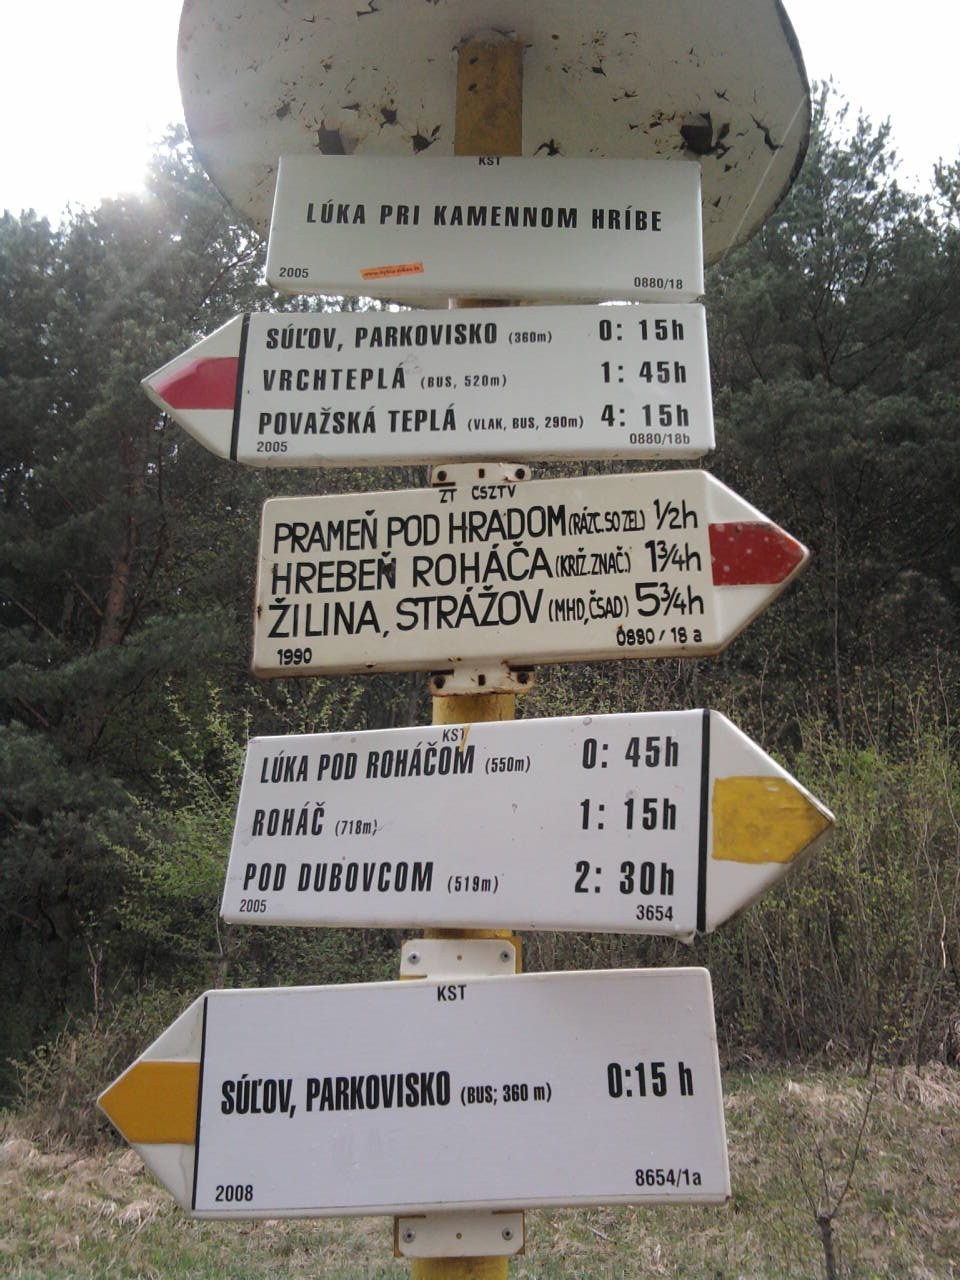 KST
LÚKA PRI KAMENNOM HRÍBE
2005 0880/18
SÚĽOV, PARKOVISKO (360m) 0: 15h
VRCHTEPLÁ (BUS, 520m) 1: 45h
POVAŽSKÁ TEPLÁ (VLAK, BUS, 290m) 4: 15h
2005 0880/18b
ZT ČSZTV
PRAMEŇ POD HRADOM (RÁZC. SO ZEL) 1/2h
HREBEŇ ROHÁČA (KRIŽ. ZNAČ.) 1 3/4h
ŽILINA, STRÁŽOV (MHD, ČSAD) 5 3/4h
1990 0880/18 a
KST
LÚKA POD ROHÁČOM (550m) 0: 45h
ROHÁČ (718m) 1: 15h
POD DUBOVCOM (519m) 2: 30h
2005 3654
KST
SÚĽOV, PARKOVISKO (BUS; 360 m) 0:15 h
2008 8654/1a